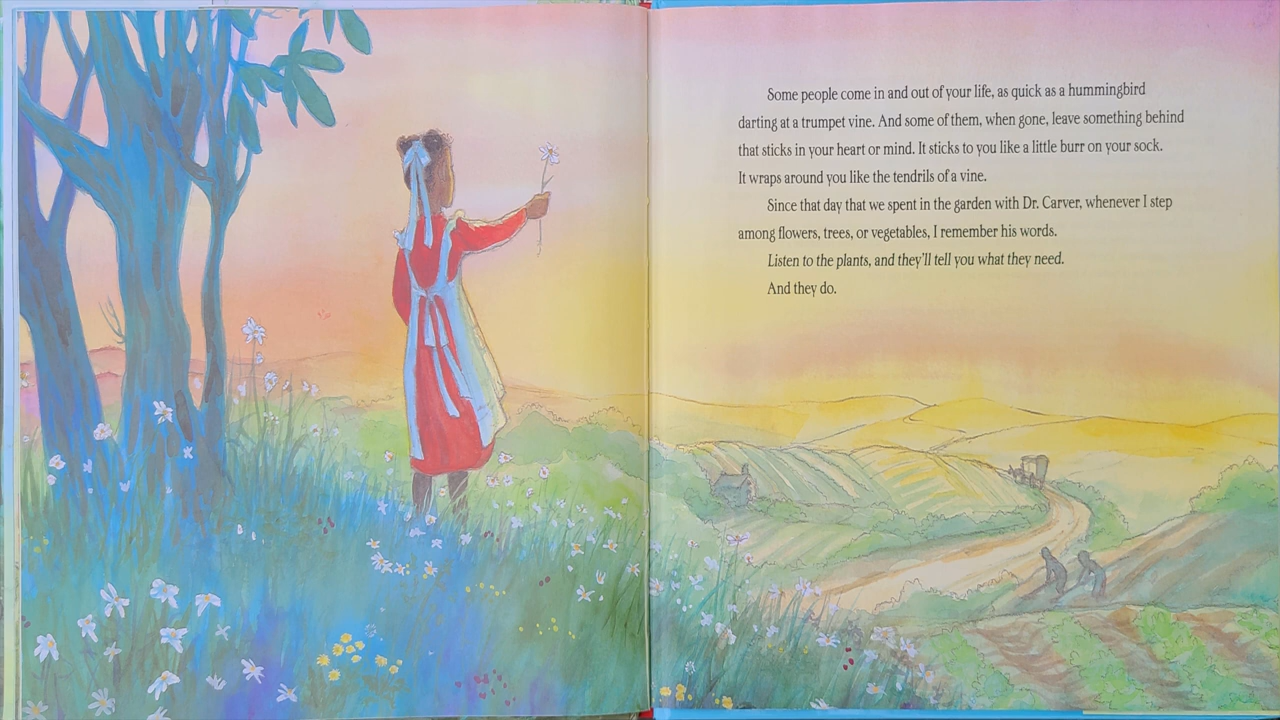 Some people come in and out of your life, as quick as a hummingbird
darting at a trumpet vine. And some of them, when gone, leave something behind
that sticks in your heart or mind. It sticks to you like a little burr on your sock.
It wraps around you like the tendrils of a vine.
Since that day that we spent in the garden with Dr. Carver, whenever I step
among flowers, trees, or vegetables, I remember his words.
Listen to the plants, and they'll tell you what they need.
And they do.